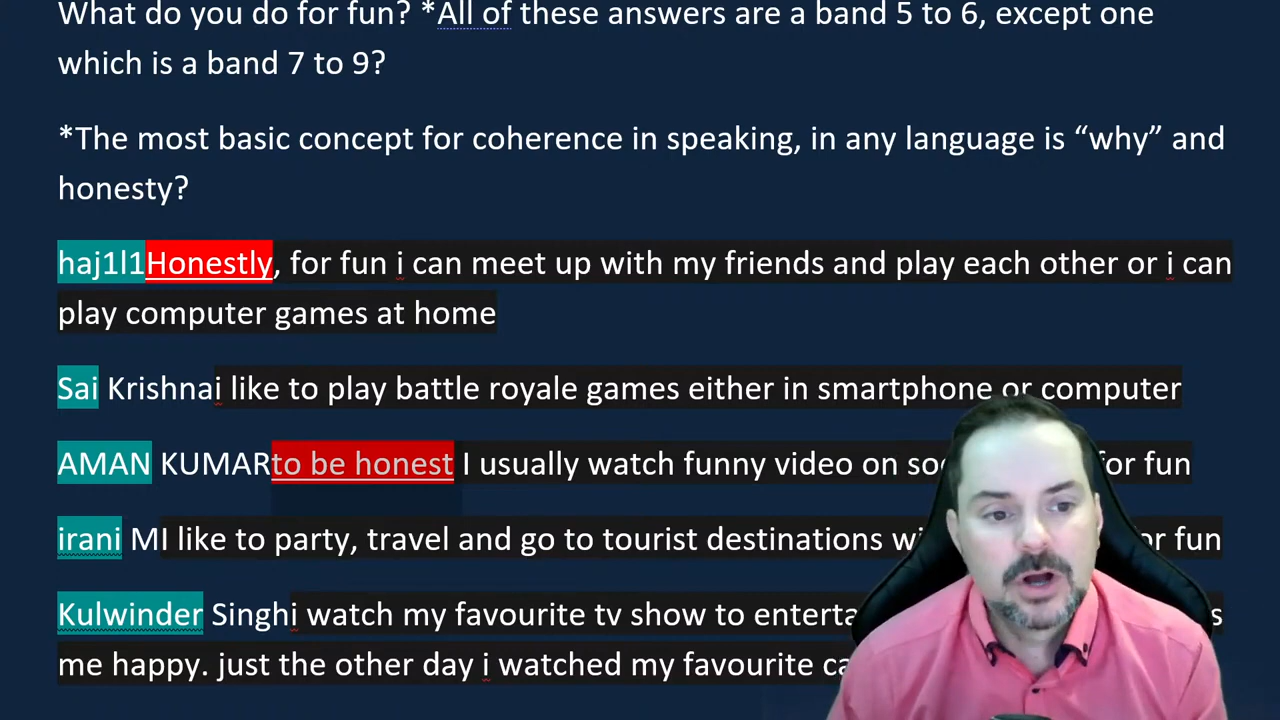 What do you do for fun? *All of these answers are a band 5 to 6, except one
which is a band 7 to 9?
*The most basic concept for coherence in speaking, in any language is “why” and
honesty?
haj1l1Honestly, for fun i can meet up with my friends and play each other or i can
play computer games at home
Sai Krishnai like to play battle royale games either in smartphone or computer
AMAN KUMARto be honest I usually watch funny video on for fun
irani MI like to party, travel and go to tourist destinations for fun
Kulwinder Singhi watch my favourite tv show to
me happy. just the other day i watched my favourite